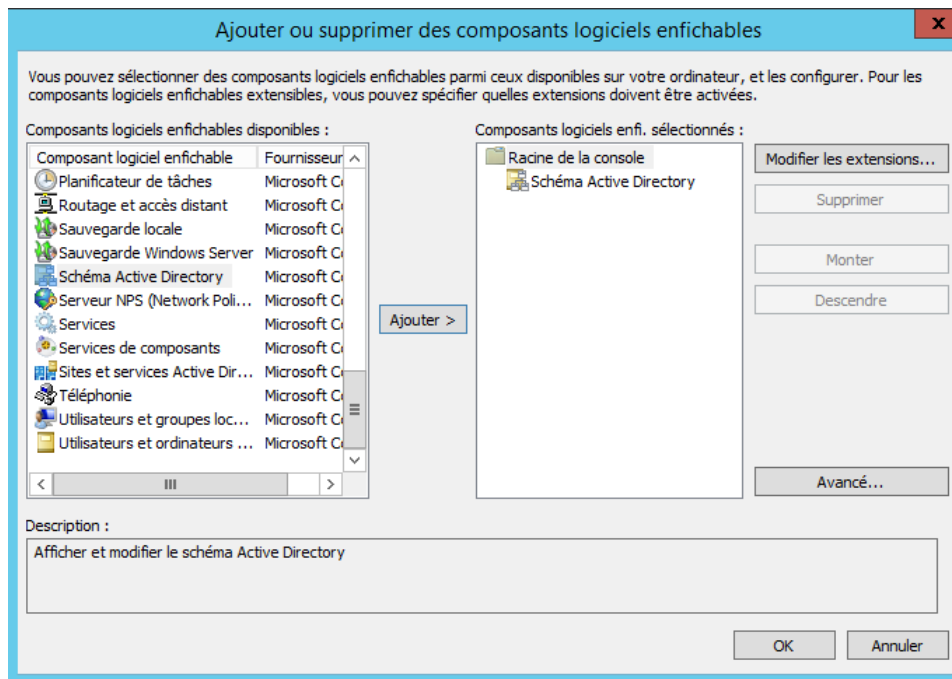 Ajouter ou supprimer des composants logiciels enfichables
x
Vous pouvez sélectionner des composants logiciels enfichables parmi ceux disponibles sur votre ordinateur, et les configurer. Pour les
composants logiciels enfichables extensibles, vous pouvez spécifier quelles extensions doivent être activées.
Composants logiciels enfichables disponibles :
Composant logiciel enfichable Fournisseur
Planificateur de tâches Microsoft Co
Routage et accès distant Microsoft Co
Sauvegarde locale Microsoft Co
Sauvegarde Windows Server Microsoft Co
Schéma Active Directory Microsoft Co
Serveur NPS (Network Poli... Microsoft Co
Services Microsoft Co
Services de composants Microsoft Co
Sites et services Active Dir... Microsoft Co
Téléphonie Microsoft Co
Utilisateurs et groupes loc... Microsoft Co
Utilisateurs et ordinateurs ... Microsoft Co
Ajouter >
Composants logiciels enfi. sélectionnés :
Racine de la console
Schéma Active Directory
Modifier les extensions...
Supprimer
Monter
Descendre
Avancé...
Description :
Afficher et modifier le schéma Active Directory
OK
Annuler